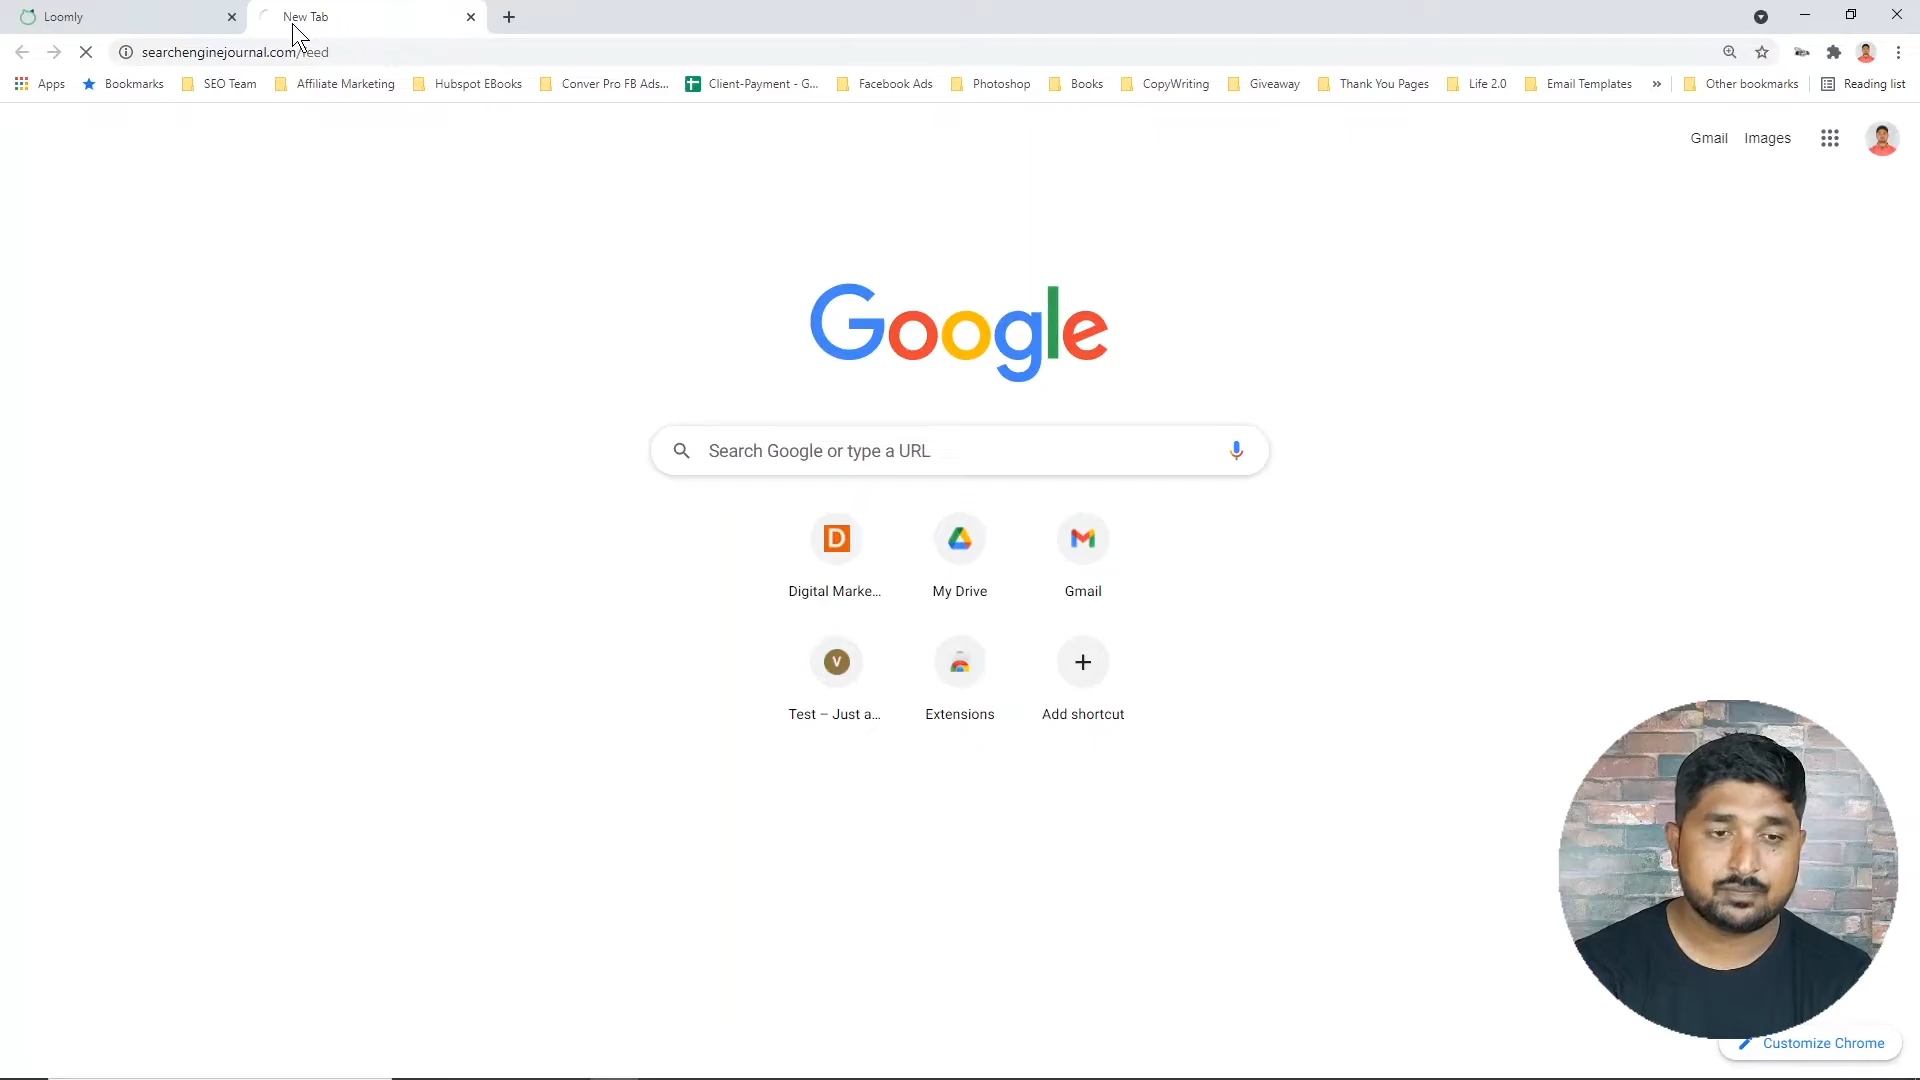 Loomly
New Tab
searchenginejournal.com/feed
Apps
Bookmarks
SEO Team
Affiliate Marketing
Hubspot EBooks
Conver Pro FB Ads...
Client-Payment - G...
Facebook Ads
Photoshop
Books
CopyWriting
Giveaway
Thank You Pages
Life 2.0
Email Templates
»
Other bookmarks
Reading list
Gmail
Images
Google
Search Google or type a URL
D
Digital Marke...
My Drive
Gmail
V
Test – Just a...
Extensions
Add shortcut
Customize Chrome